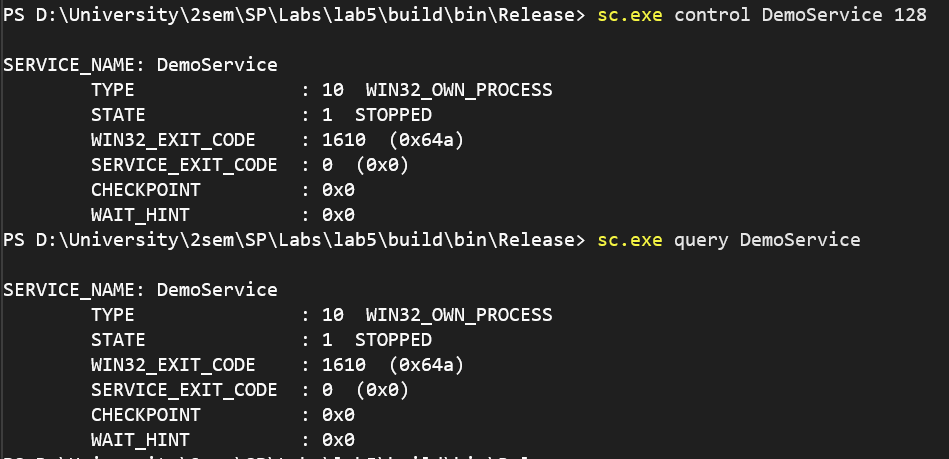 PS D:\University\2sem\SP\Labs\lab5\build\bin\Release> sc.exe control DemoService 128
SERVICE_NAME: DemoService
TYPE : 10 WIN32_OWN_PROCESS
STATE : 1 STOPPED
WIN32_EXIT_CODE : 1610 (0x64a)
SERVICE_EXIT_CODE : 0 (0x0)
CHECKPOINT : 0x0
WAIT_HINT : 0x0
PS D:\University\2sem\SP\Labs\lab5\build\bin\Release> sc.exe query DemoService
SERVICE_NAME: DemoService
TYPE : 10 WIN32_OWN_PROCESS
STATE : 1 STOPPED
WIN32_EXIT_CODE : 1610 (0x64a)
SERVICE_EXIT_CODE : 0 (0x0)
CHECKPOINT : 0x0
WAIT_HINT : 0x0